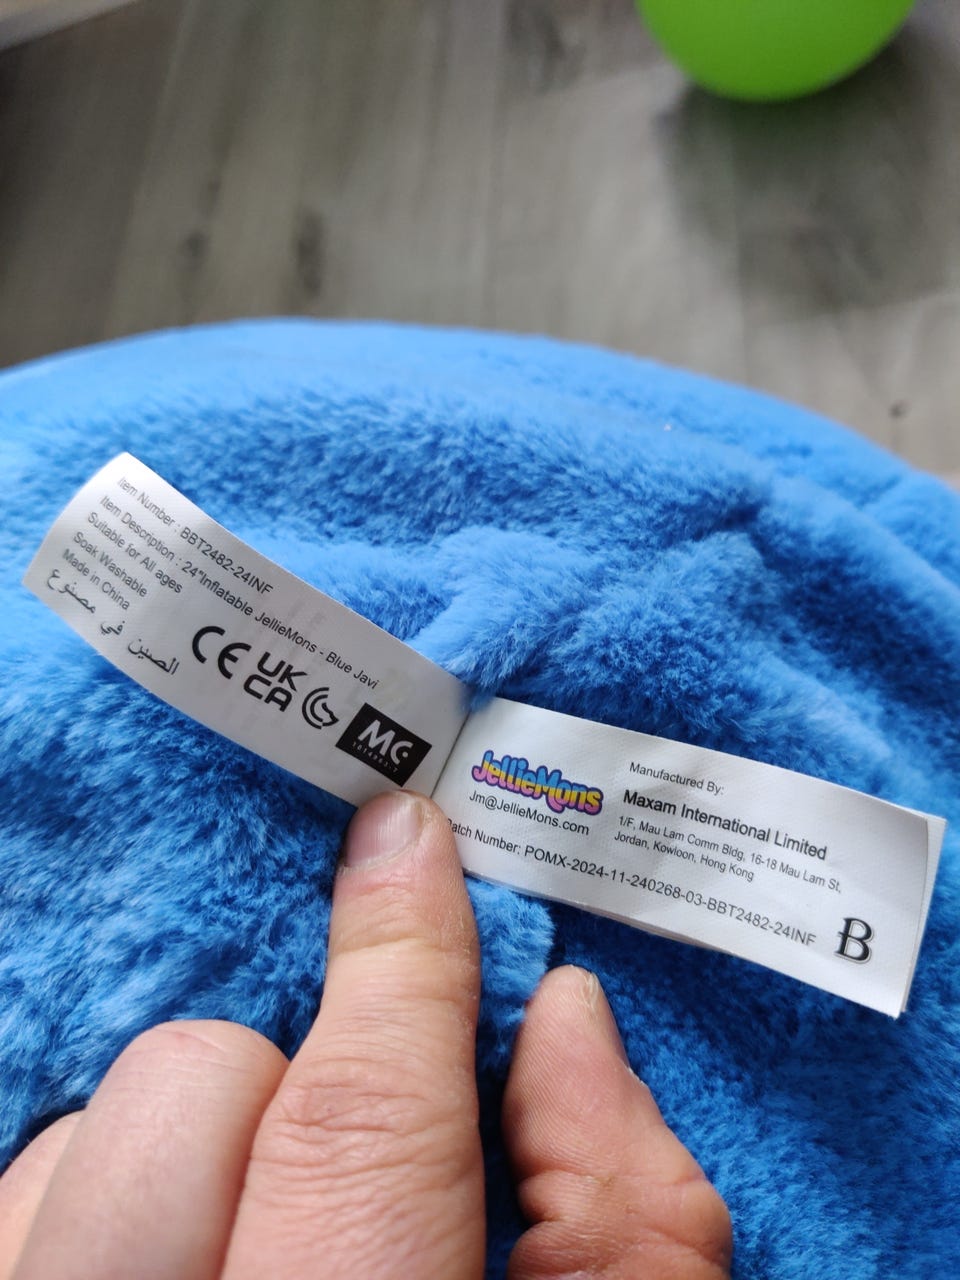 Item Number : BBT2482-24INF
Item Description : 24"Inflatable JellieMons - Blue Javi
Suitable for All ages
Soak Washable
Made in China
صنع في مصنوع
الصين
CE
UK
CA
MC
JellieMons
Jm@JellieMons.com
Manufactured By:
Maxam International Limited
1/F, Mau Lam Comm Bldg, 16-18 Mau Lam St,
Jordan, Kowloon, Hong Kong
Batch Number: POMX-2024-11-240268-03-BBT2482-24INF
B